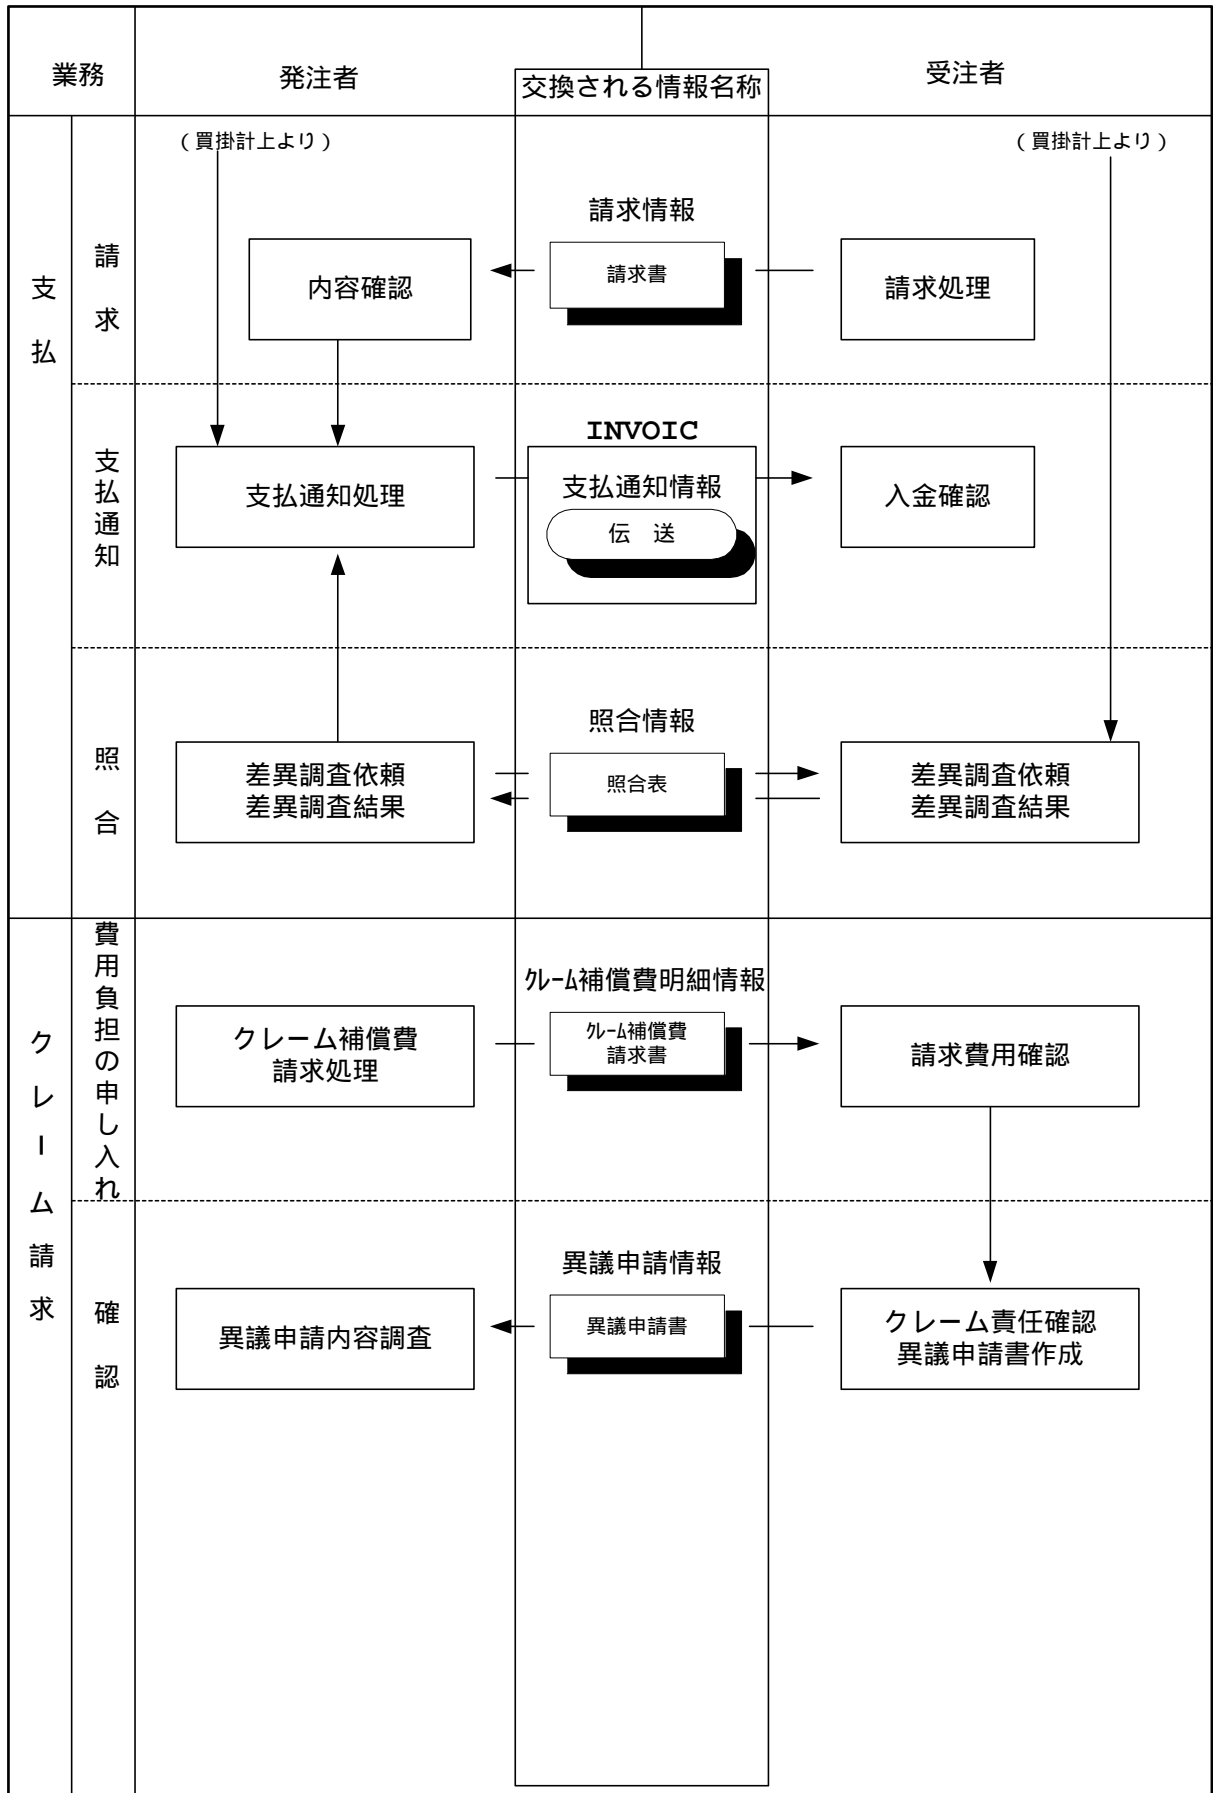 業務
発注者
交換される情報名称
受注者
支払
請求
(買掛計上より)
(買掛計上より)
請求情報
内容確認
請求書
請求処理
支払通知
INVOIC
支払通知処理
支払通知情報
伝 送
入金確認
照合
照合情報
差異調査依頼
差異調査結果
照合表
差異調査依頼
差異調査結果
クレーム請求
費用負担の申し入れ
クレーム補償費明細情報
クレーム補償費
請求処理
クレーム補償費
請求書
請求費用確認
確認
異議申請情報
異議申請内容調査
異議申請書
クレーム責任確認
異議申請書作成